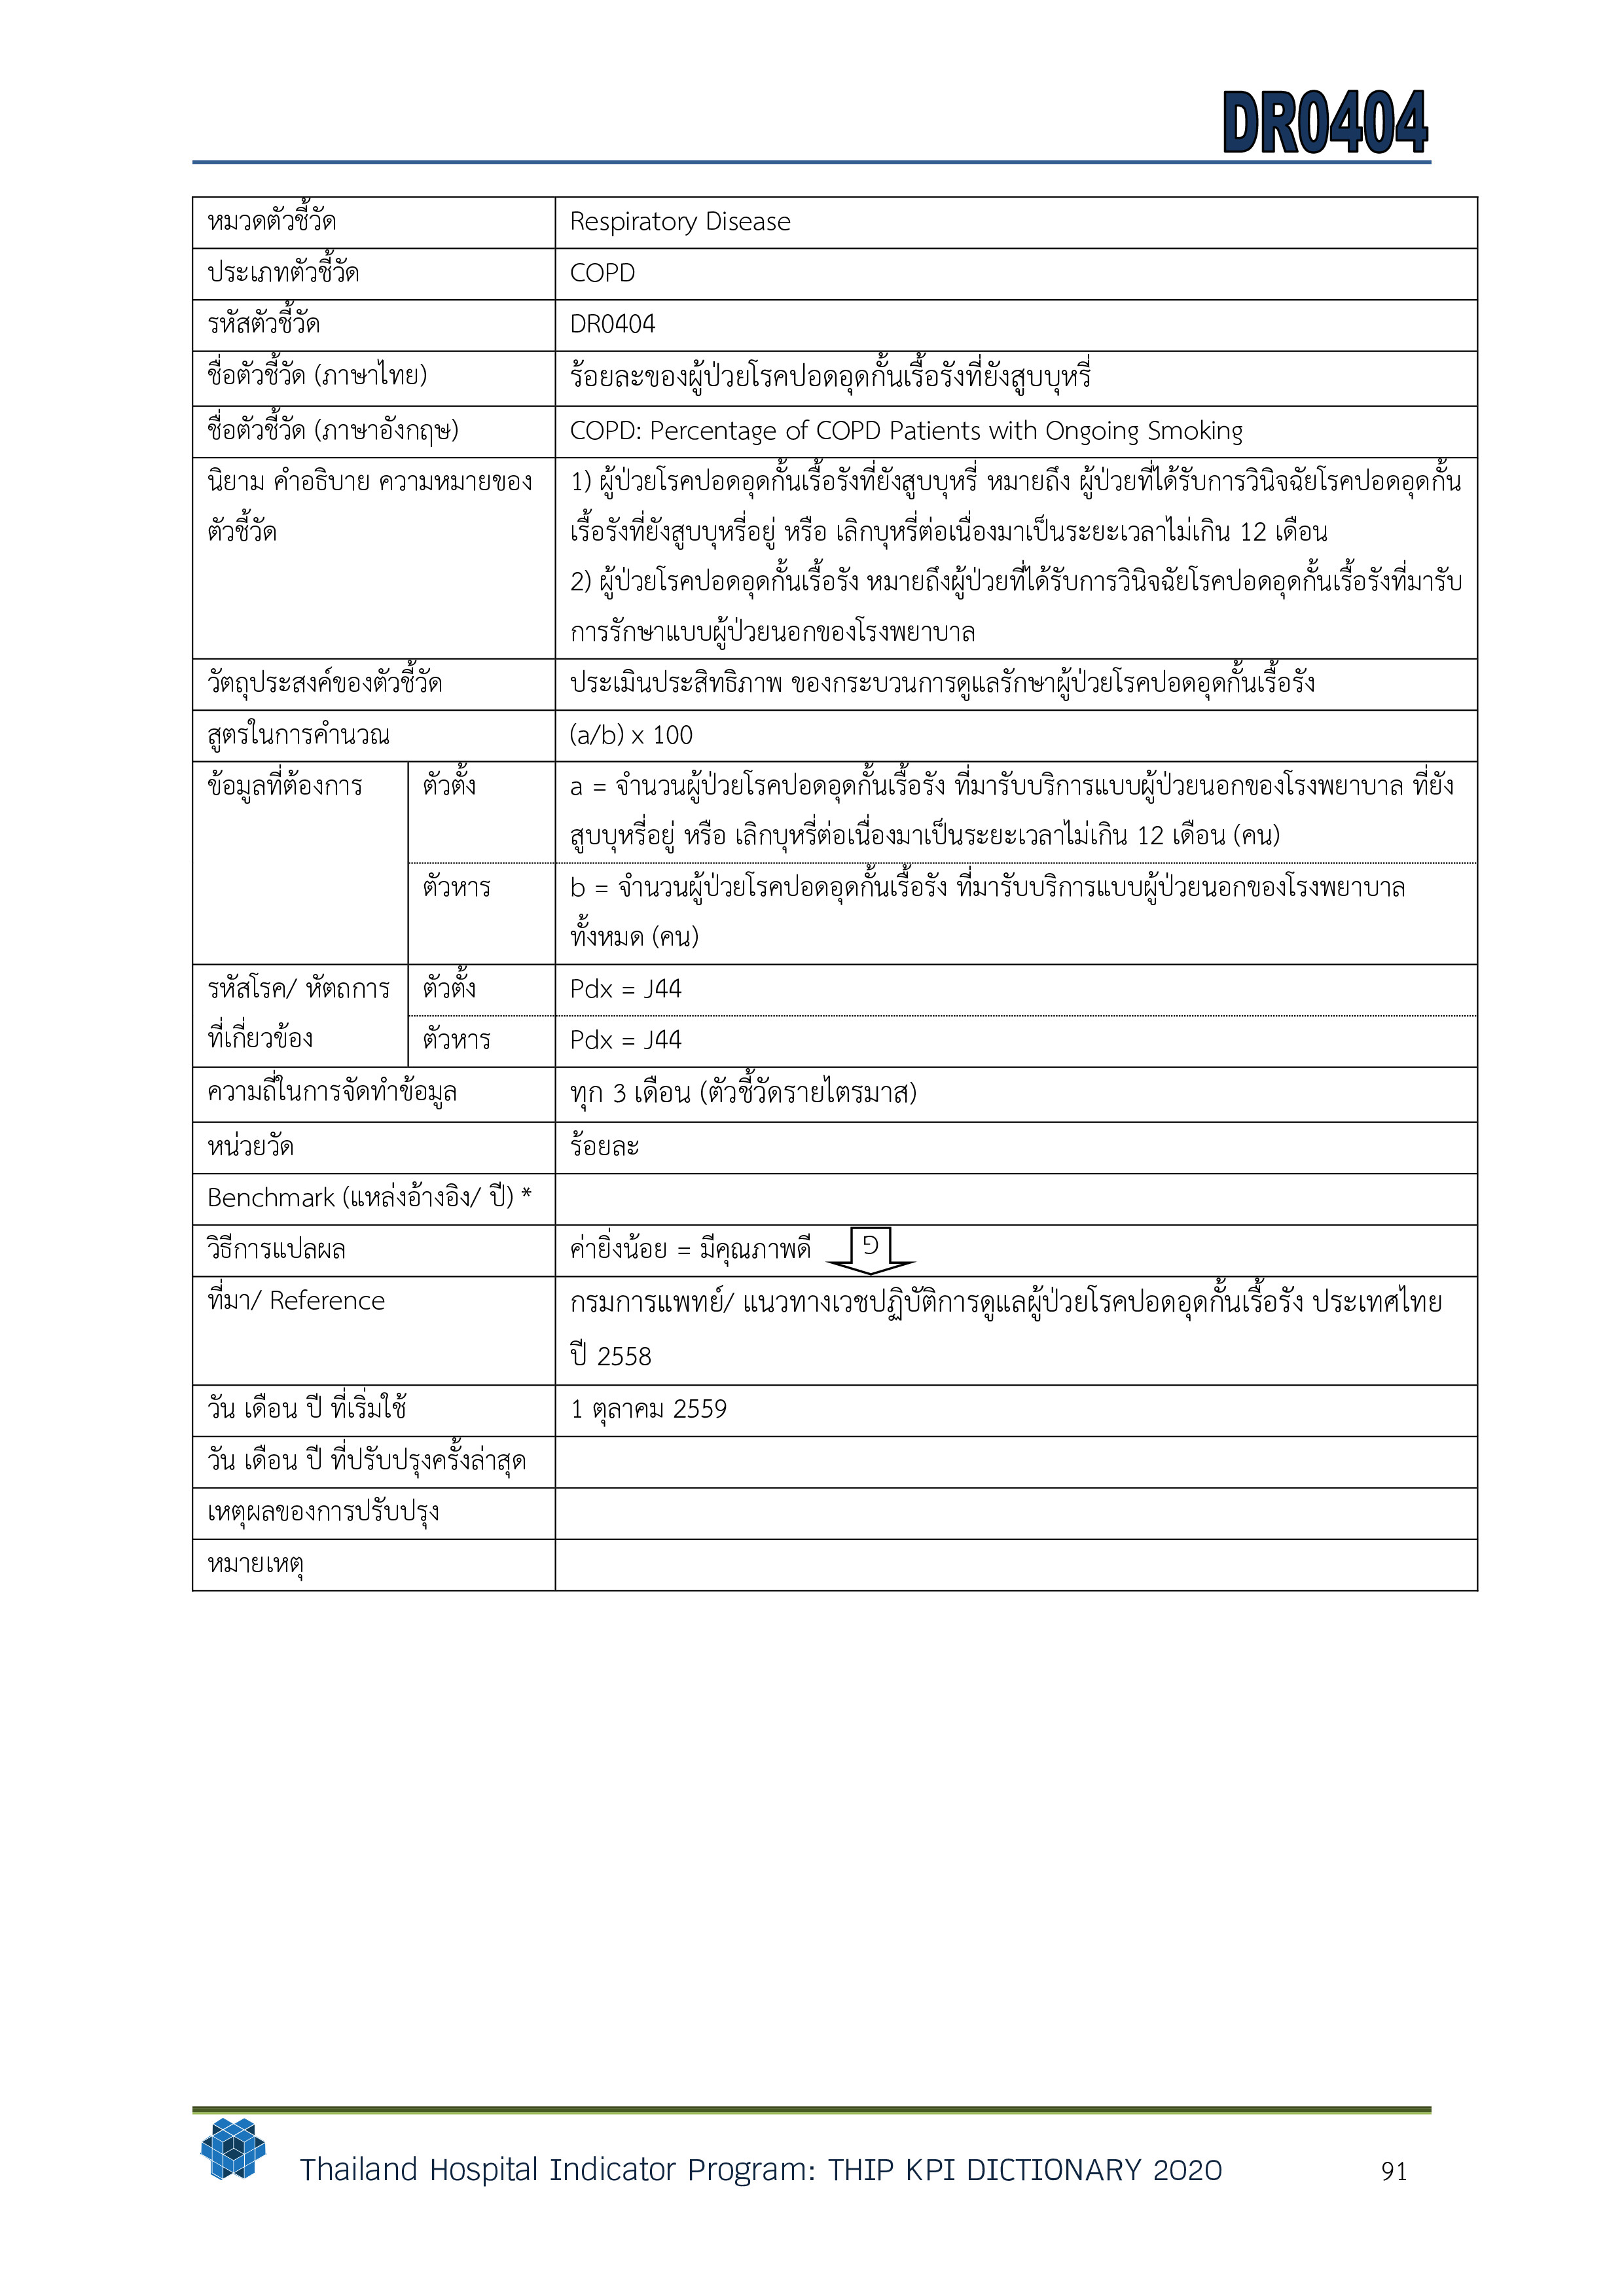 DR0404
หมวดตัวชี้วัด Respiratory Disease
ประเภทตัวชี้วัด COPD
รหัสตัวชี้วัด DR0404
ชื่อตัวชี้วัด (ภาษาไทย) ร้อยละของผู้ป่วยโรคปอดอุดกั้นเรื้อรังที่ยังสูบบุหรี่
ชื่อตัวชี้วัด (ภาษาอังกฤษ) COPD: Percentage of COPD Patients with Ongoing Smoking
นิยาม คำอธิบาย ความหมายของ 1) ผู้ป่วยโรคปอดอุดกั้นเรื้อรังที่ยังสูบบุหรี่ หมายถึง ผู้ป่วยที่ได้รับการวินิจฉัยโรคปอดอุดกั้น
ตัวชี้วัด เรื้อรังที่ยังสูบบุหรี่อยู่ หรือ เลิกบุหรี่ต่อเนื่องมาเป็นระยะเวลาไม่เกิน 12 เดือน
2) ผู้ป่วยโรคปอดอุดกั้นเรื้อรัง หมายถึงผู้ป่วยที่ได้รับการวินิจฉัยโรคปอดอุดกั้นเรื้อรังที่มารับ
การรักษาแบบผู้ป่วยนอกของโรงพยาบาล
วัตถุประสงค์ของตัวชี้วัด ประเมินประสิทธิภาพ ของกระบวนการดูแลรักษาผู้ป่วยโรคปอดอุดกั้นเรื้อรัง
สูตรในการคำนวณ (a/b) x 100
ข้อมูลที่ต้องการ ตัวตั้ง a = จำนวนผู้ป่วยโรคปอดอุดกั้นเรื้อรัง ที่มารับบริการแบบผู้ป่วยนอกของโรงพยาบาล ที่ยัง
สูบบุหรี่อยู่ หรือ เลิกบุหรี่ต่อเนื่องมาเป็นระยะเวลาไม่เกิน 12 เดือน (คน)
ตัวหาร b = จำนวนผู้ป่วยโรคปอดอุดกั้นเรื้อรัง ที่มารับบริการแบบผู้ป่วยนอกของโรงพยาบาล
ทั้งหมด (คน)
รหัสโรค/ หัตถการ ตัวตั้ง Pdx = J44
ที่เกี่ยวข้อง ตัวหาร Pdx = J44
ความถี่ในการจัดทำข้อมูล ทุก 3 เดือน (ตัวชี้วัดรายไตรมาส)
หน่วยวัด ร้อยละ
Benchmark (แหล่งอ้างอิง/ ปี) *
วิธีการแปลผล ค่ายิ่งน้อย = มีคุณภาพดี
ที่มา/ Reference กรมการแพทย์/ แนวทางเวชปฏิบัติการดูแลผู้ป่วยโรคปอดอุดกั้นเรื้อรัง ประเทศไทย
ปี 2558
วัน เดือน ปี ที่เริ่มใช้ 1 ตุลาคม 2559
วัน เดือน ปี ที่ปรับปรุงครั้งล่าสุด
เหตุผลของการปรับปรุง
หมายเหตุ
Thailand Hospital Indicator Program: THIP KPI DICTIONARY 2020 91